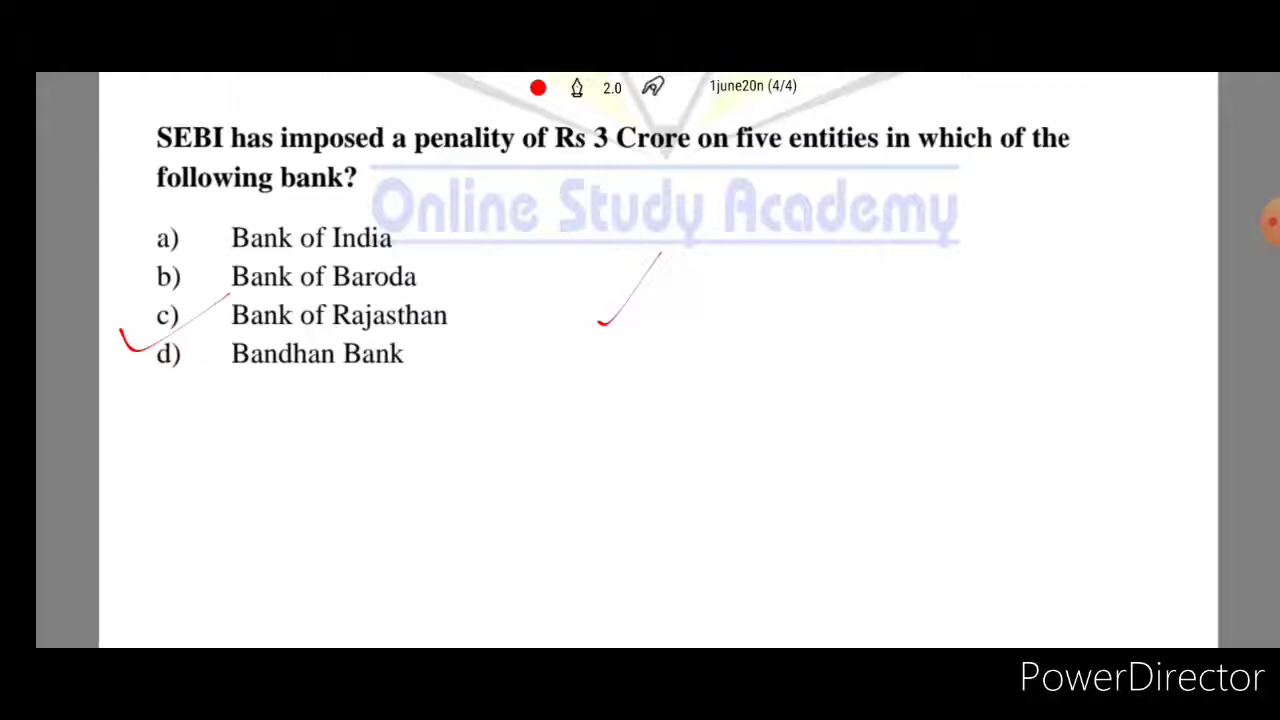 2.0 1june20n (4/4)
SEBI has imposed a penality of Rs 3 Crore on five entities in which of the
following bank?
Online Study Academy
a) Bank of India
b) Bank of Baroda
c) Bank of Rajasthan
d) Bandhan Bank
PowerDirector